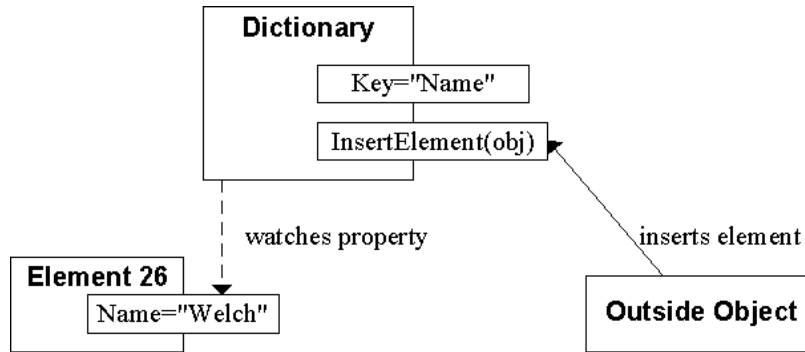 Dictionary
Key="Name"
InsertElement(obj)
watches property
inserts element
Element 26
Name="Welch"
Outside Object